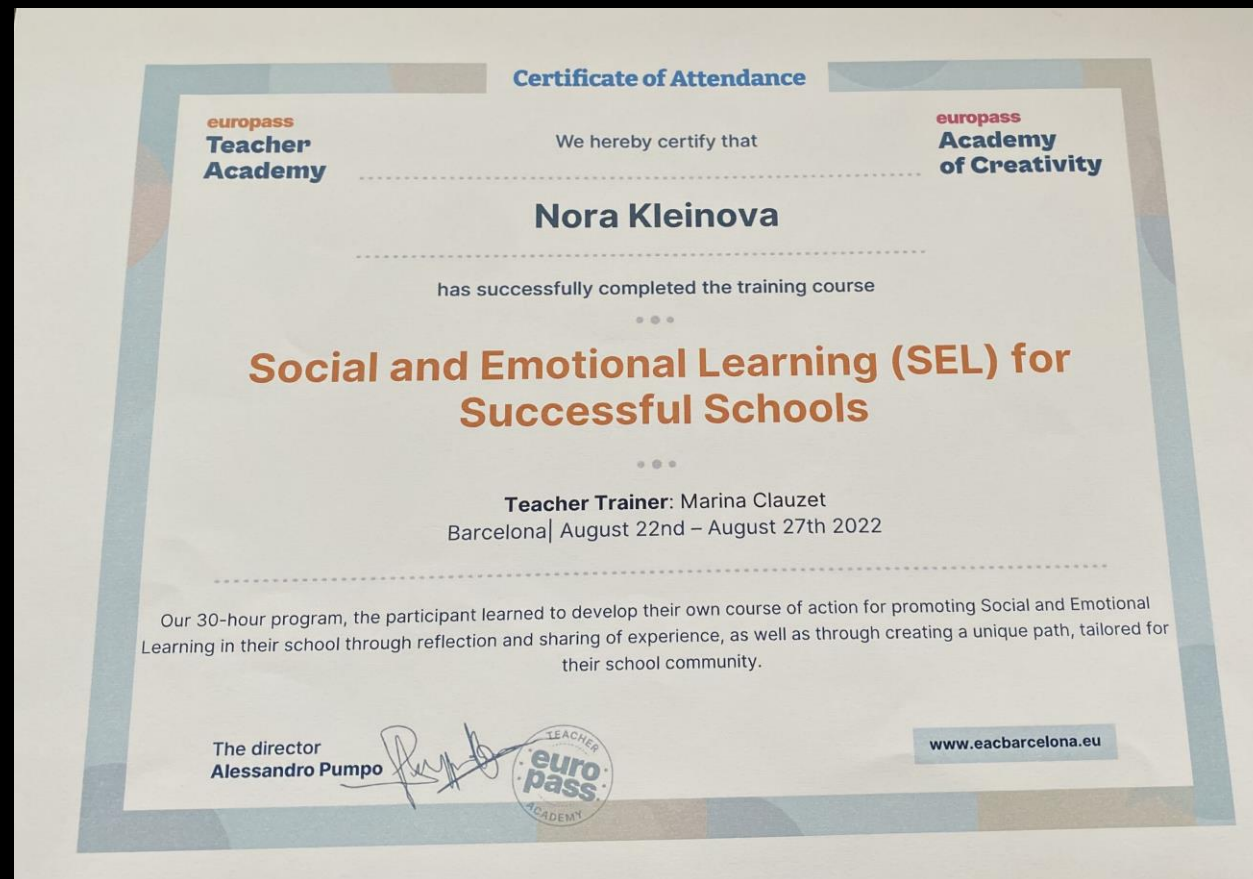 Certificate of Attendance
europass
Teacher
Academy
We hereby certify that
europass
Academy
of Creativity
Nora Kleinova
has successfully completed the training course
Social and Emotional Learning (SEL) for
Successful Schools
Teacher Trainer: Marina Clauzet
Barcelona| August 22nd – August 27th 2022
Our 30-hour program, the participant learned to develop their own course of action for promoting Social and Emotional
Learning in their school through reflection and sharing of experience, as well as through creating a unique path, tailored for
their school community.
The director
Alessandro Pumpo
TEACHER
euro
pass
ACADEMY
www.eacbarcelona.eu